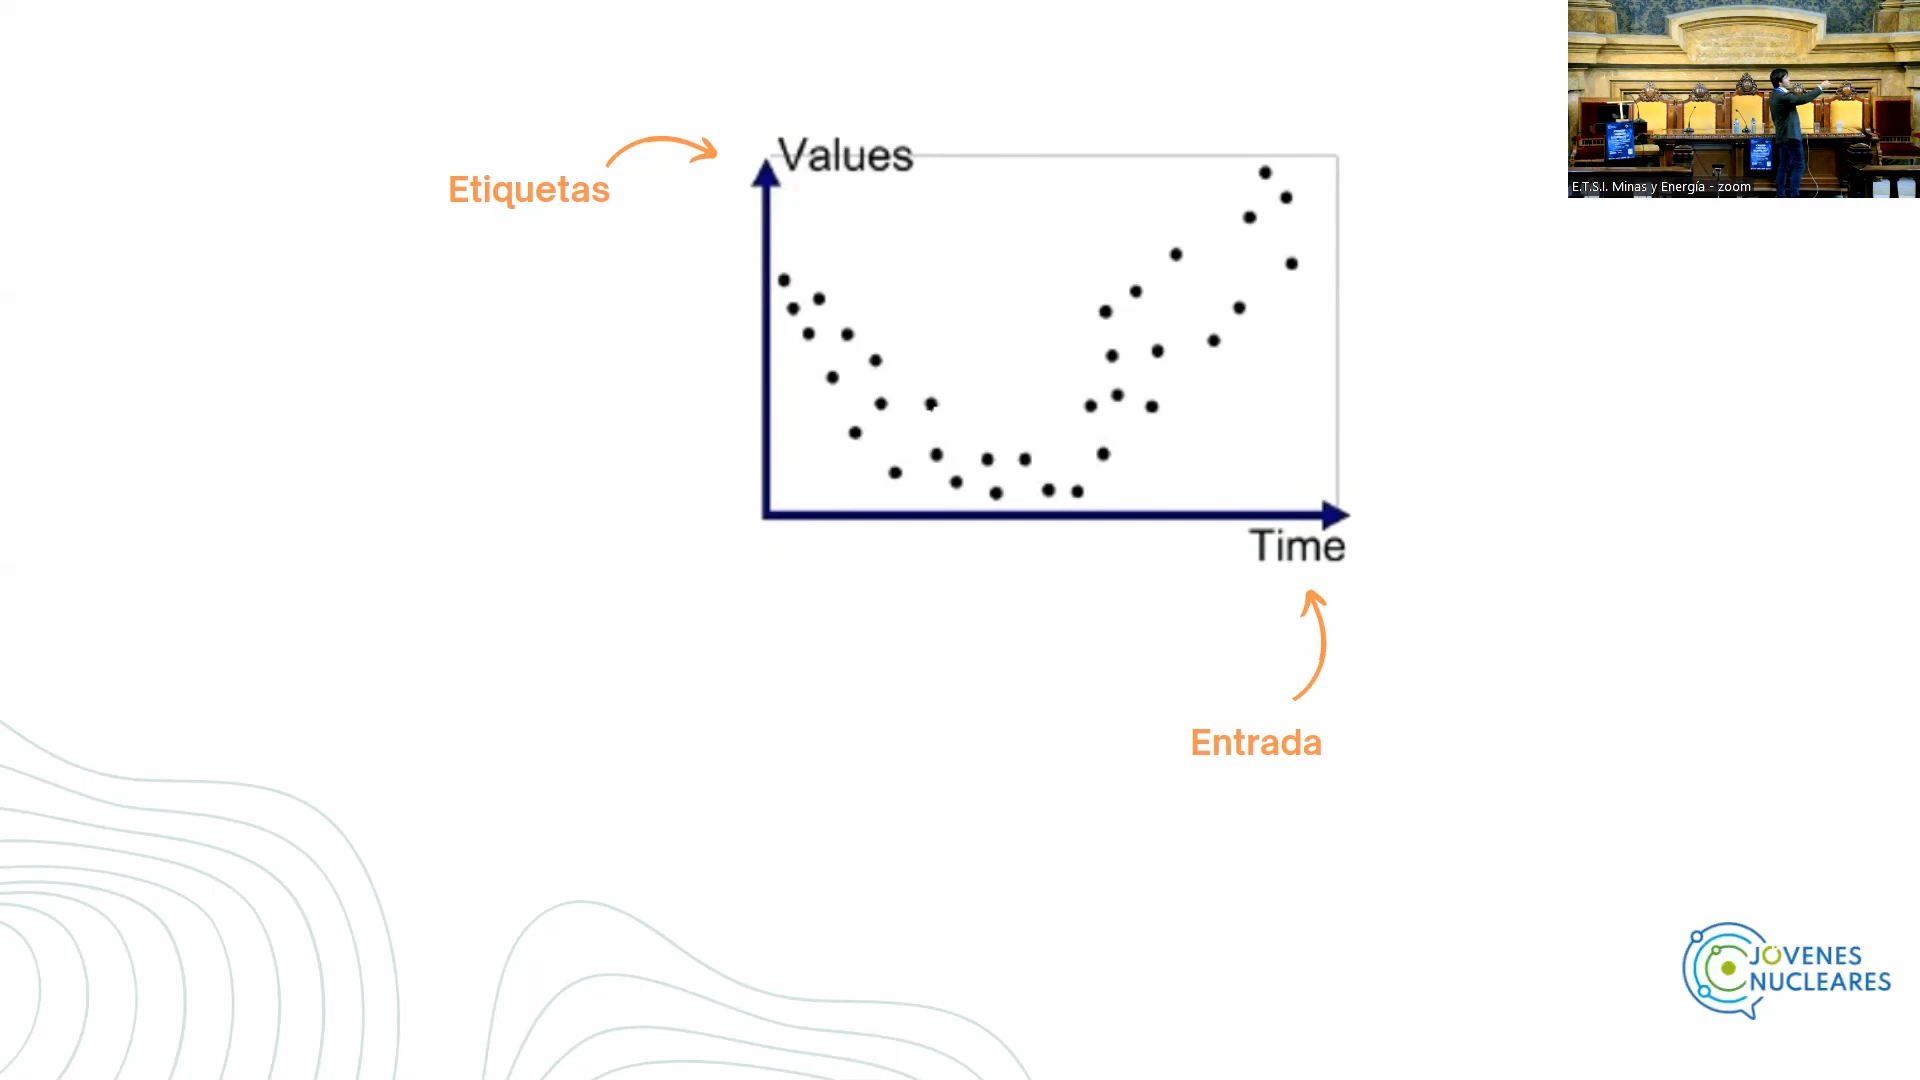 Values
Etiquetas
Time
Entrada
E.T.S.I. Minas y Energía - zoom
JÓVENES
NUCLEARES